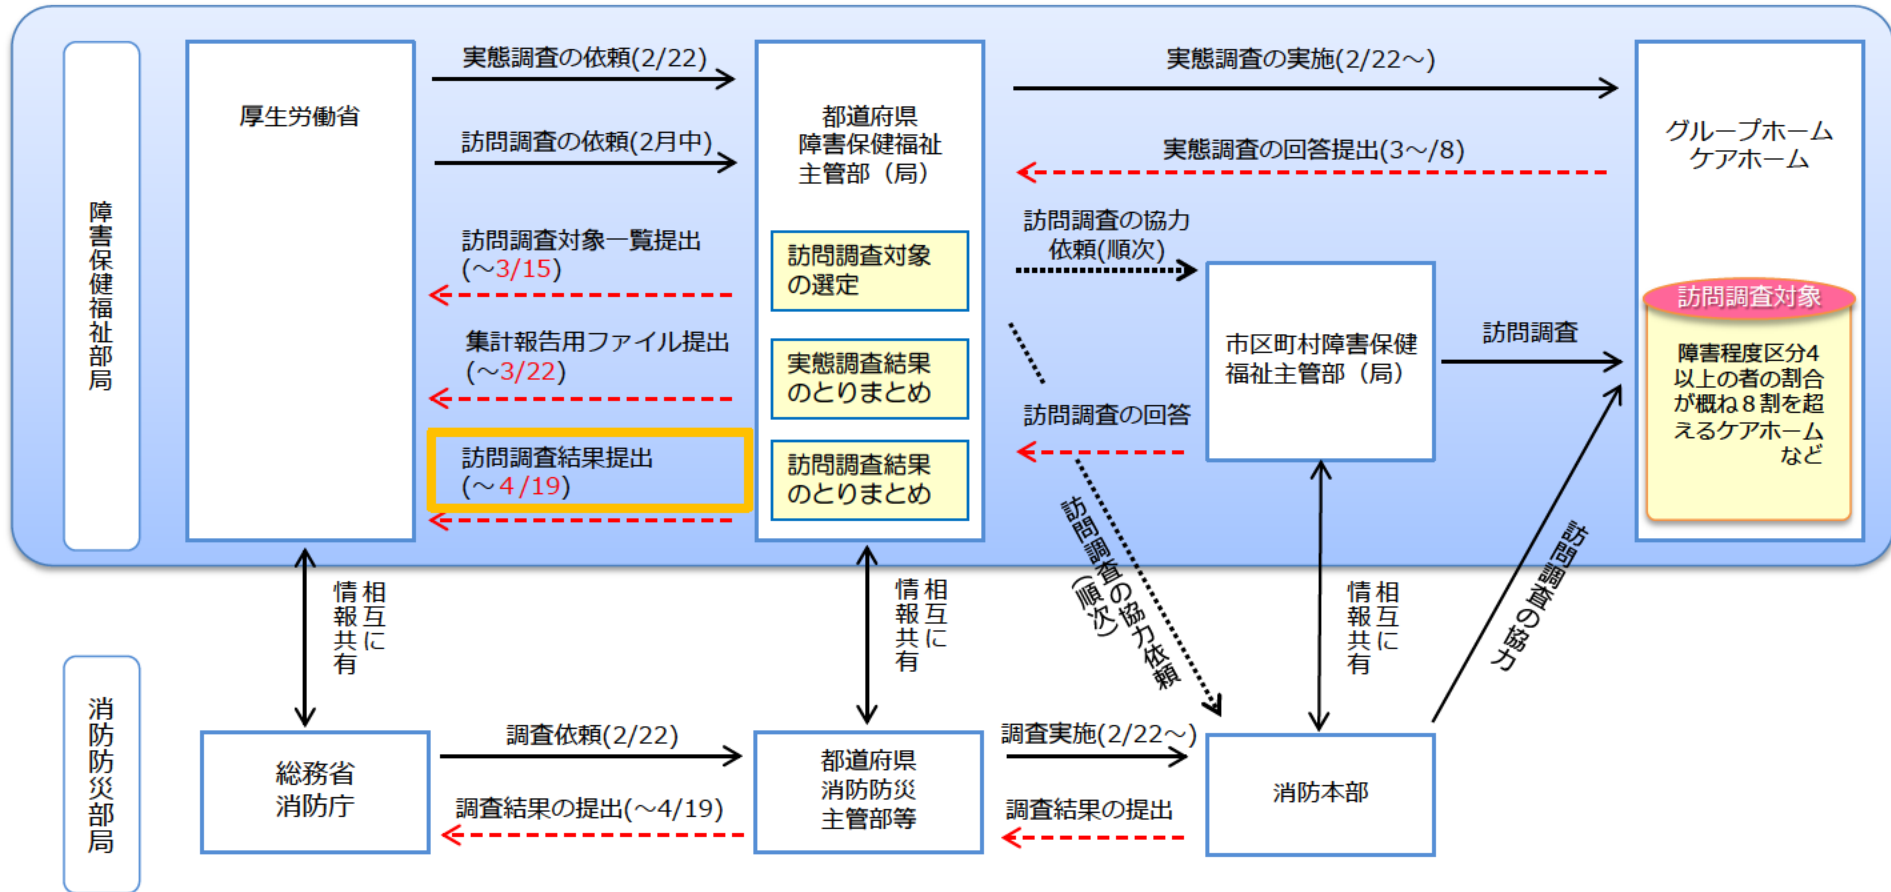 障害保健福祉部局
厚生労働省
実態調査の依頼(2/22)
訪問調査の依頼(2月中)
訪問調査対象一覧提出
(～3/15)
集計報告用ファイル提出
(～3/22)
訪問調査結果提出
(～４/19)
都道府県
障害保健福祉
主管部（局）
訪問調査対象
の選定
実態調査結果
のとりまとめ
訪問調査結果
のとりまとめ
実態調査の実施(2/22～)
実態調査の回答提出(3～/8)
訪問調査の協力
依頼(順次)
訪問調査の回答
市区町村障害保健
福祉主管部（局）
訪問調査
グループホーム
ケアホーム
訪問調査対象
障害程度区分4
以上の者の割合
が概ね８割を超
えるケアホーム
など
相互に
情報共有
相互に
情報共有
訪問調査の協力依頼
(順次)
相互に
情報共有
訪問調査の協力
消防防災部局
総務省
消防庁
調査依頼(2/22)
調査結果の提出(～4/19)
都道府県
消防防災
主管部等
調査実施(2/22～)
調査結果の提出
消防本部